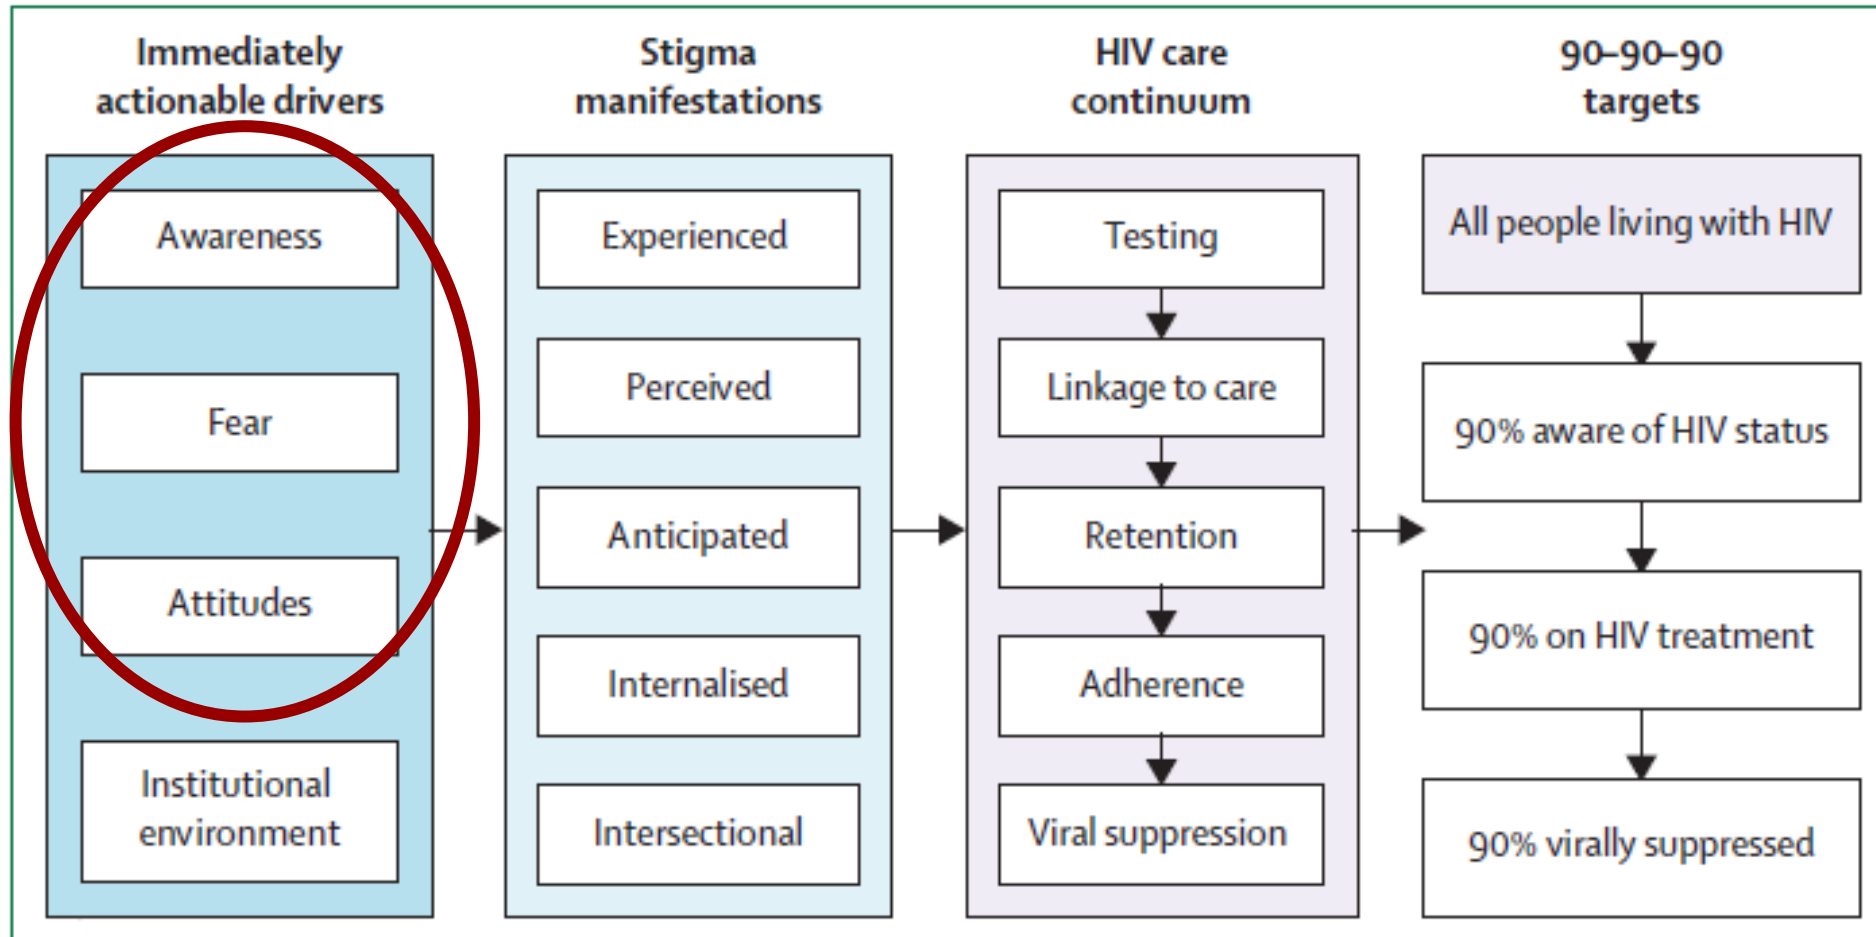 Immediately
actionable drivers
Awareness
Fear
Attitudes
Institutional
environment
Stigma
manifestations
Experienced
Perceived
Anticipated
Internalised
Intersectional
HIV care
continuum
Testing
Linkage to care
Retention
Adherence
Viral suppression
90–90–90
targets
All people living with HIV
90% aware of HIV status
90% on HIV treatment
90% virally suppressed